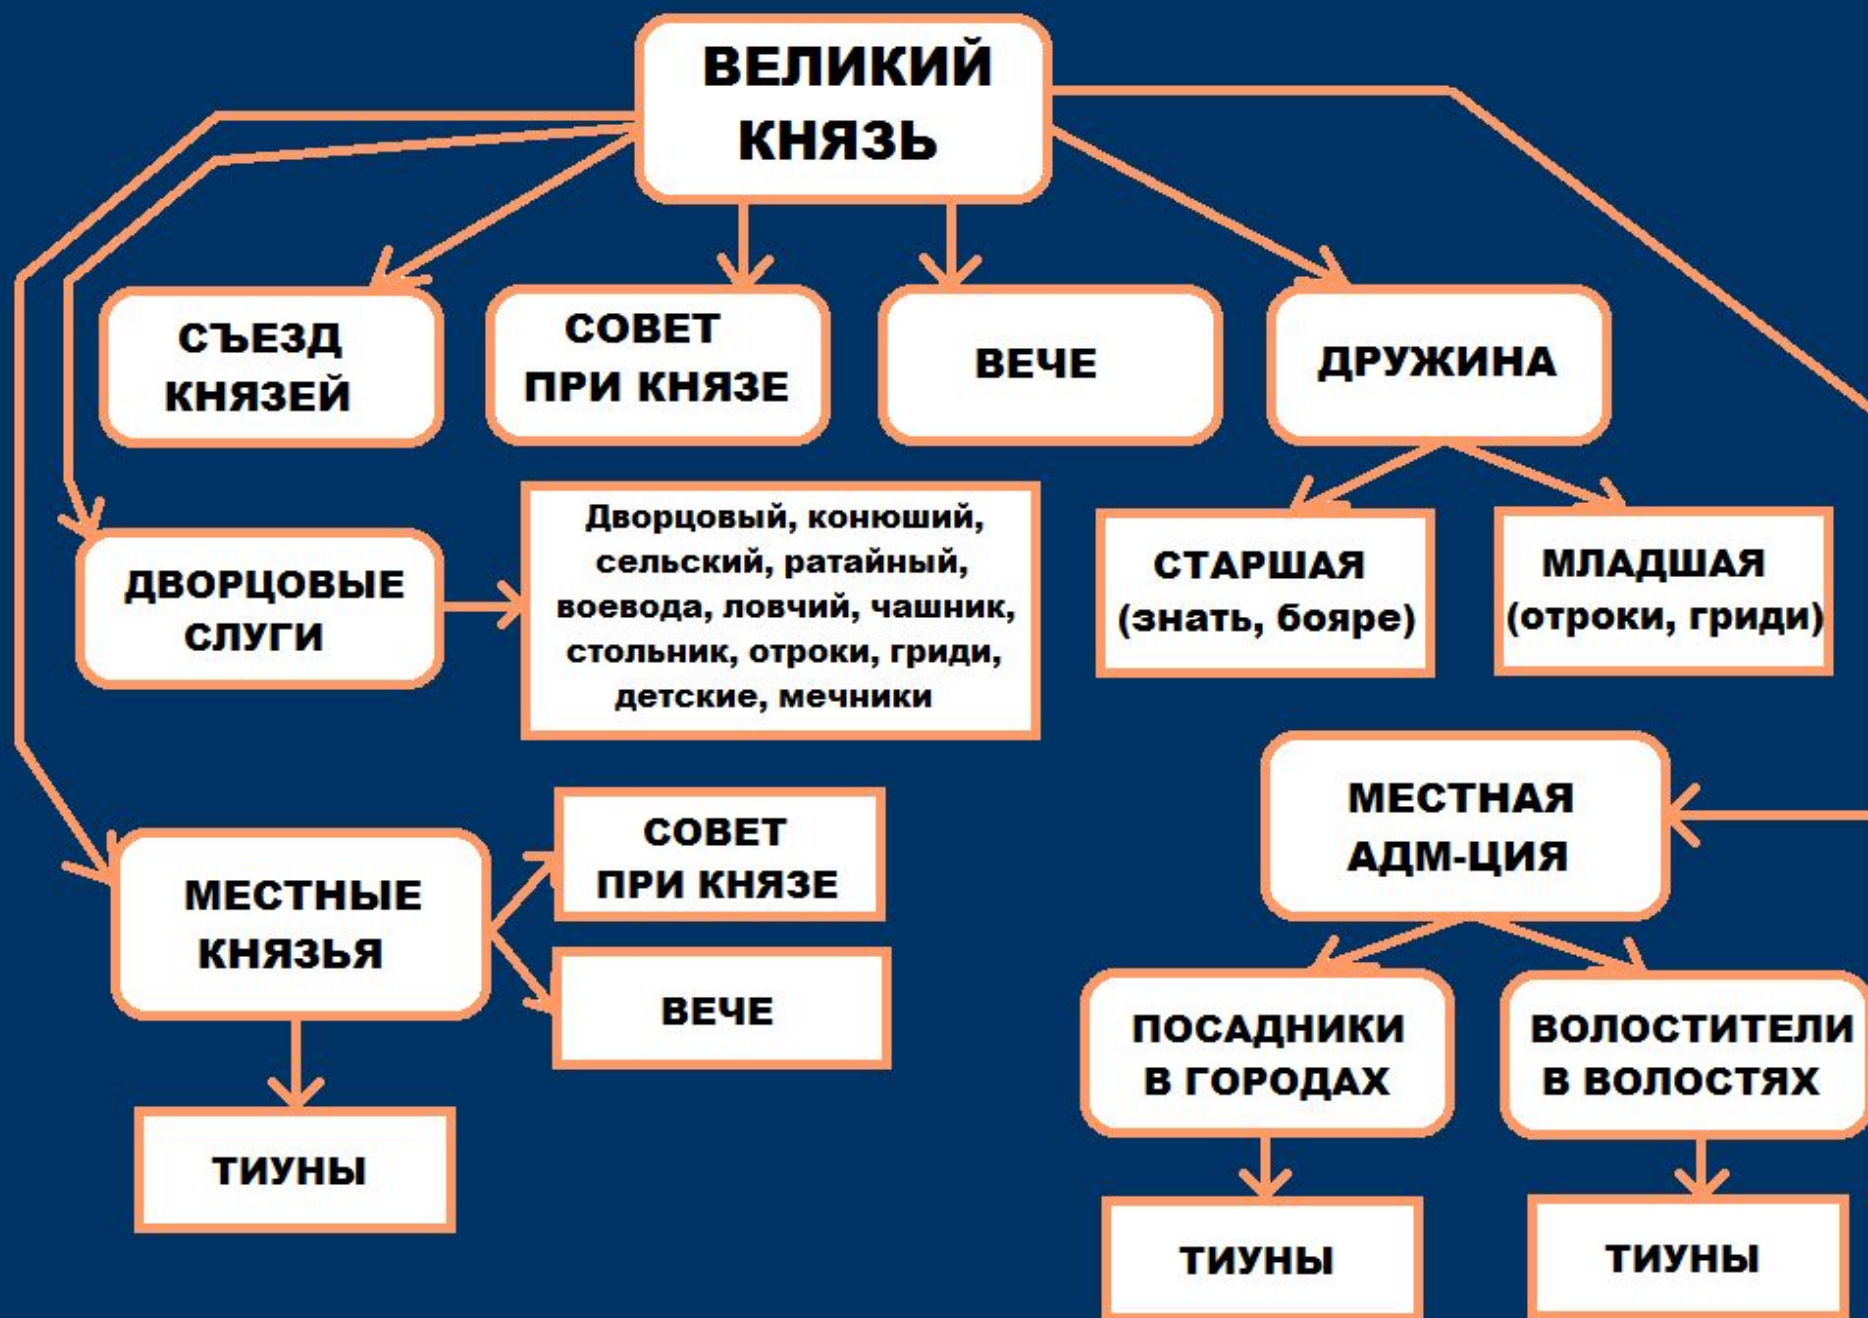 ВЕЛИКИЙ
КНЯЗЬ
СЪЕЗД
КНЯЗЕЙ
СОВЕТ
ПРИ КНЯЗЕ
ВЕЧЕ
ДРУЖИНА
СТАРШАЯ
(знать, бояре)
МЛАДШАЯ
(отроки, гриди)
ДВОРЦОВЫЕ
СЛУГИ
Дворцовый, конюший,
сельский, ратайный,
воевода, ловчий, чашник,
стольник, отроки, гриди,
детские, мечники
МЕСТНЫЕ
КНЯЗЬЯ
СОВЕТ
ПРИ КНЯЗЕ
ВЕЧЕ
ТИУНЫ
МЕСТНАЯ
АДМ-ЦИЯ
ПОСАДНИКИ
В ГОРОДАХ
ВОЛОСТИТЕЛИ
В ВОЛОСТЯХ
ТИУНЫ
ТИУНЫ